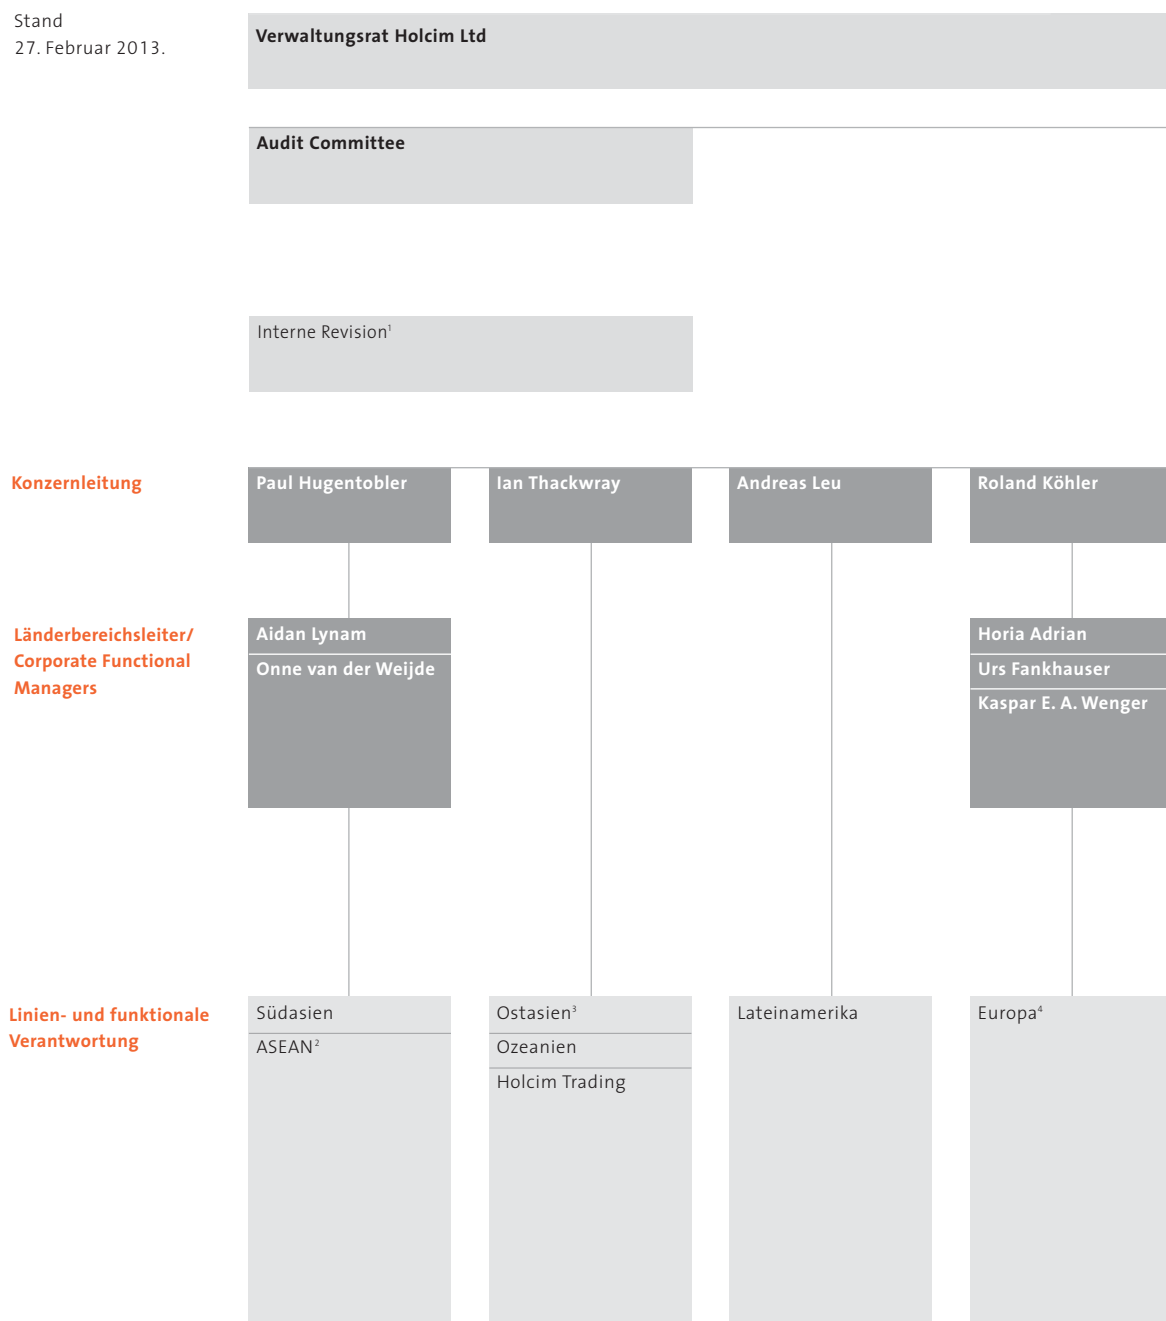 Stand
27. Februar 2013.
Verwaltungsrat Holcim Ltd
Audit Committee
Interne Revision¹
Konzernleitung
Paul Hugentobler
Ian Thackwray
Andreas Leu
Roland Köhler
Länderbereichsleiter/
Corporate Functional
Managers
Aidan Lynam
Onne van der Weijde
Horia Adrian
Urs Fankhauser
Kaspar E. A. Wenger
Linien- und funktionale
Verantwortung
Südasien
ASEAN²
Ostasien³
Ozeanien
Holcim Trading
Lateinamerika
Europa⁴